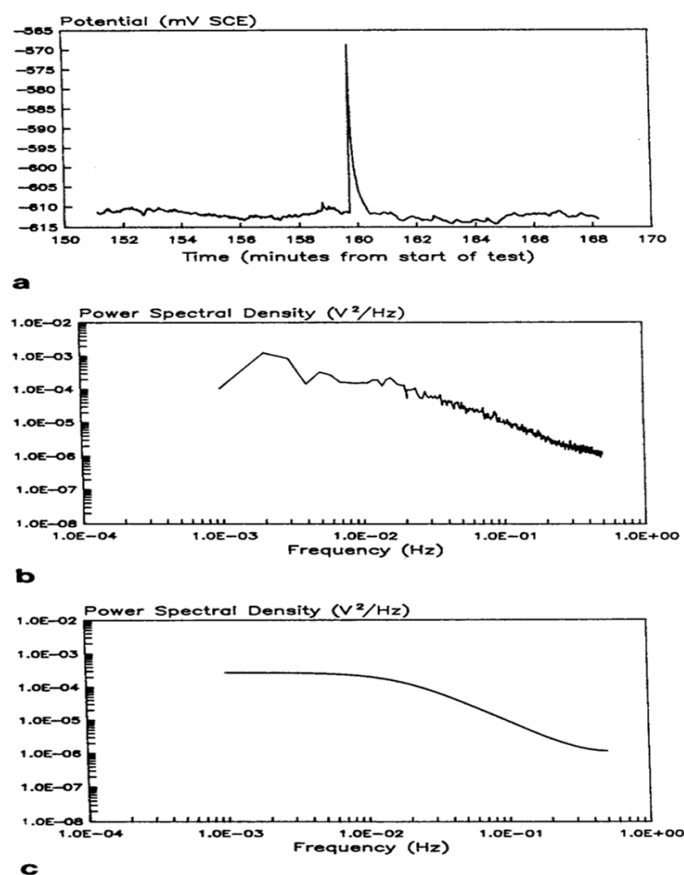 Potential (mV SCE)
-565
-570
-575
-580
-585
-590
-595
-600
-605
-610
-615
150 152 154 156 158 160 162 164 166 168 170
Time (minutes from start of test)
a
Power Spectral Density (V²/Hz)
1.0E-02
1.0E-03
1.0E-04
1.0E-05
1.0E-06
1.0E-07
1.0E-08
1.0E-04 1.0E-03 1.0E-02 1.0E-01 1.0E+00
Frequency (Hz)
b
Power Spectral Density (V²/Hz)
1.0E-02
1.0E-03
1.0E-04
1.0E-05
1.0E-06
1.0E-07
1.0E-08
1.0E-04 1.0E-03 1.0E-02 1.0E-01 1.0E+00
Frequency (Hz)
c